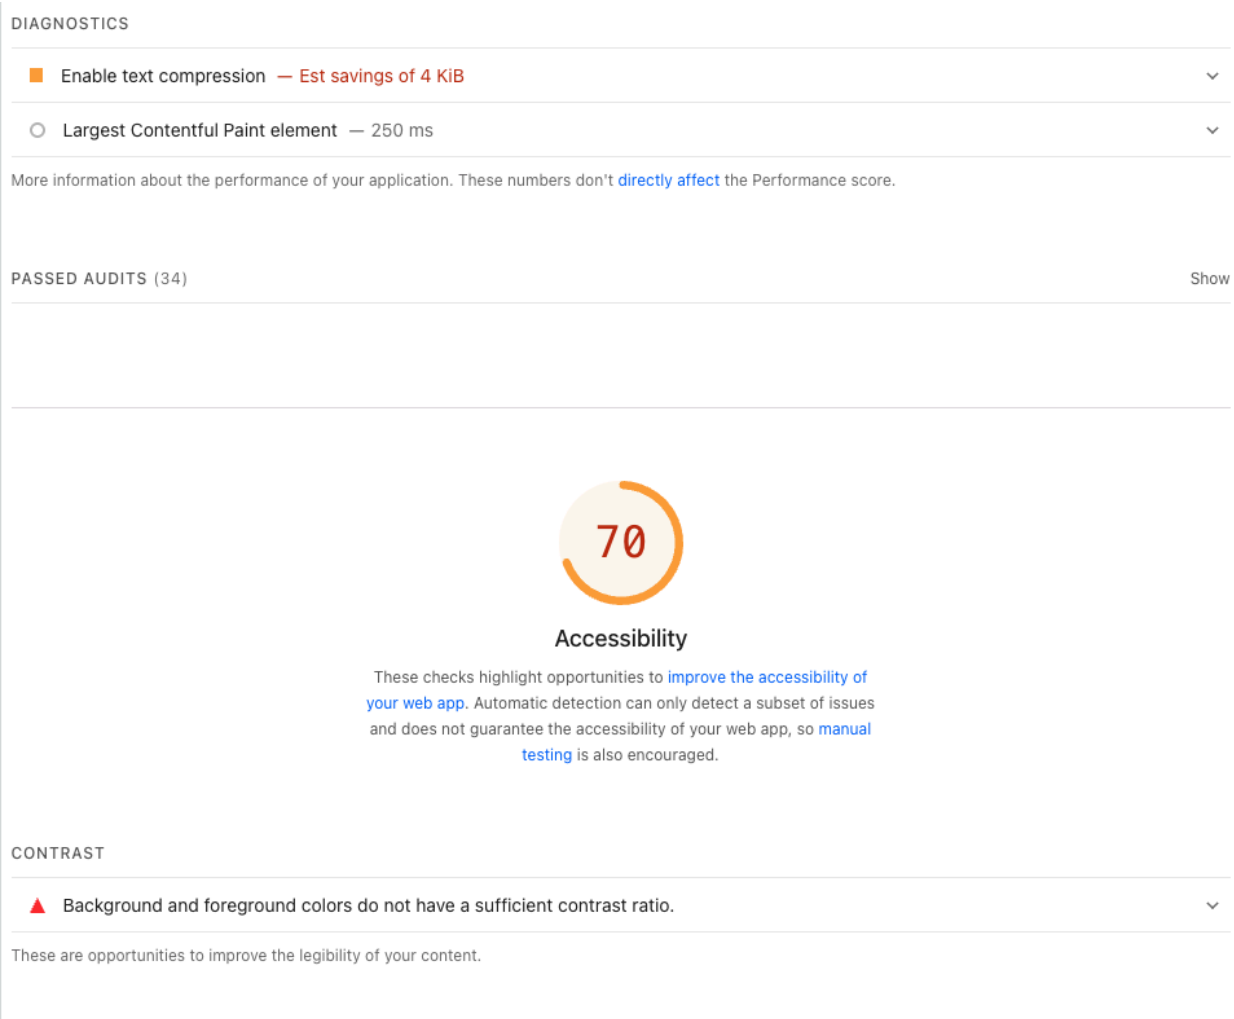 DIAGNOSTICS
Enable text compression — Est savings of 4 KiB
Largest Contentful Paint element — 250 ms
More information about the performance of your application. These numbers don't directly affect the Performance score.
PASSED AUDITS (34) Show
70
Accessibility
These checks highlight opportunities to improve the accessibility of
your web app. Automatic detection can only detect a subset of issues
and does not guarantee the accessibility of your web app, so manual
testing is also encouraged.
CONTRAST
Background and foreground colors do not have a sufficient contrast ratio.
These are opportunities to improve the legibility of your content.